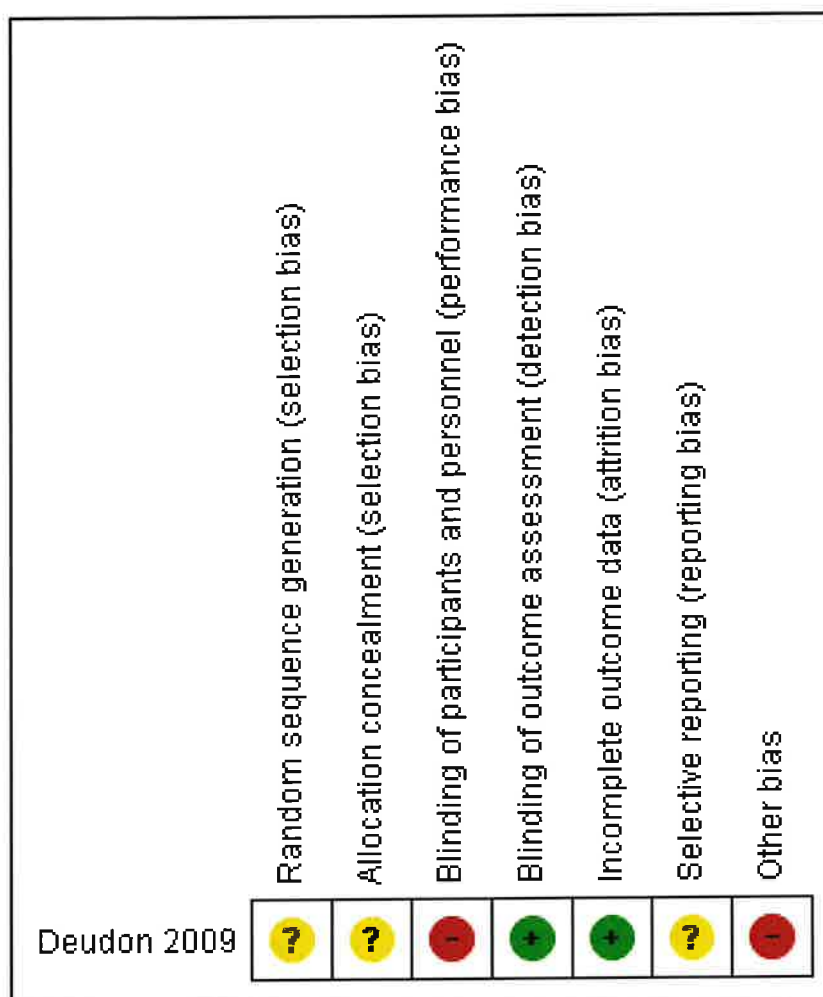 Random sequence generation (selection bias)
Allocation concealment (selection bias)
Blinding of participants and personnel (performance bias)
Blinding of outcome assessment (detection bias)
Incomplete outcome data (attrition bias)
Selective reporting (reporting bias)
Other bias
Deudon 2009 ? ? - + + ? -